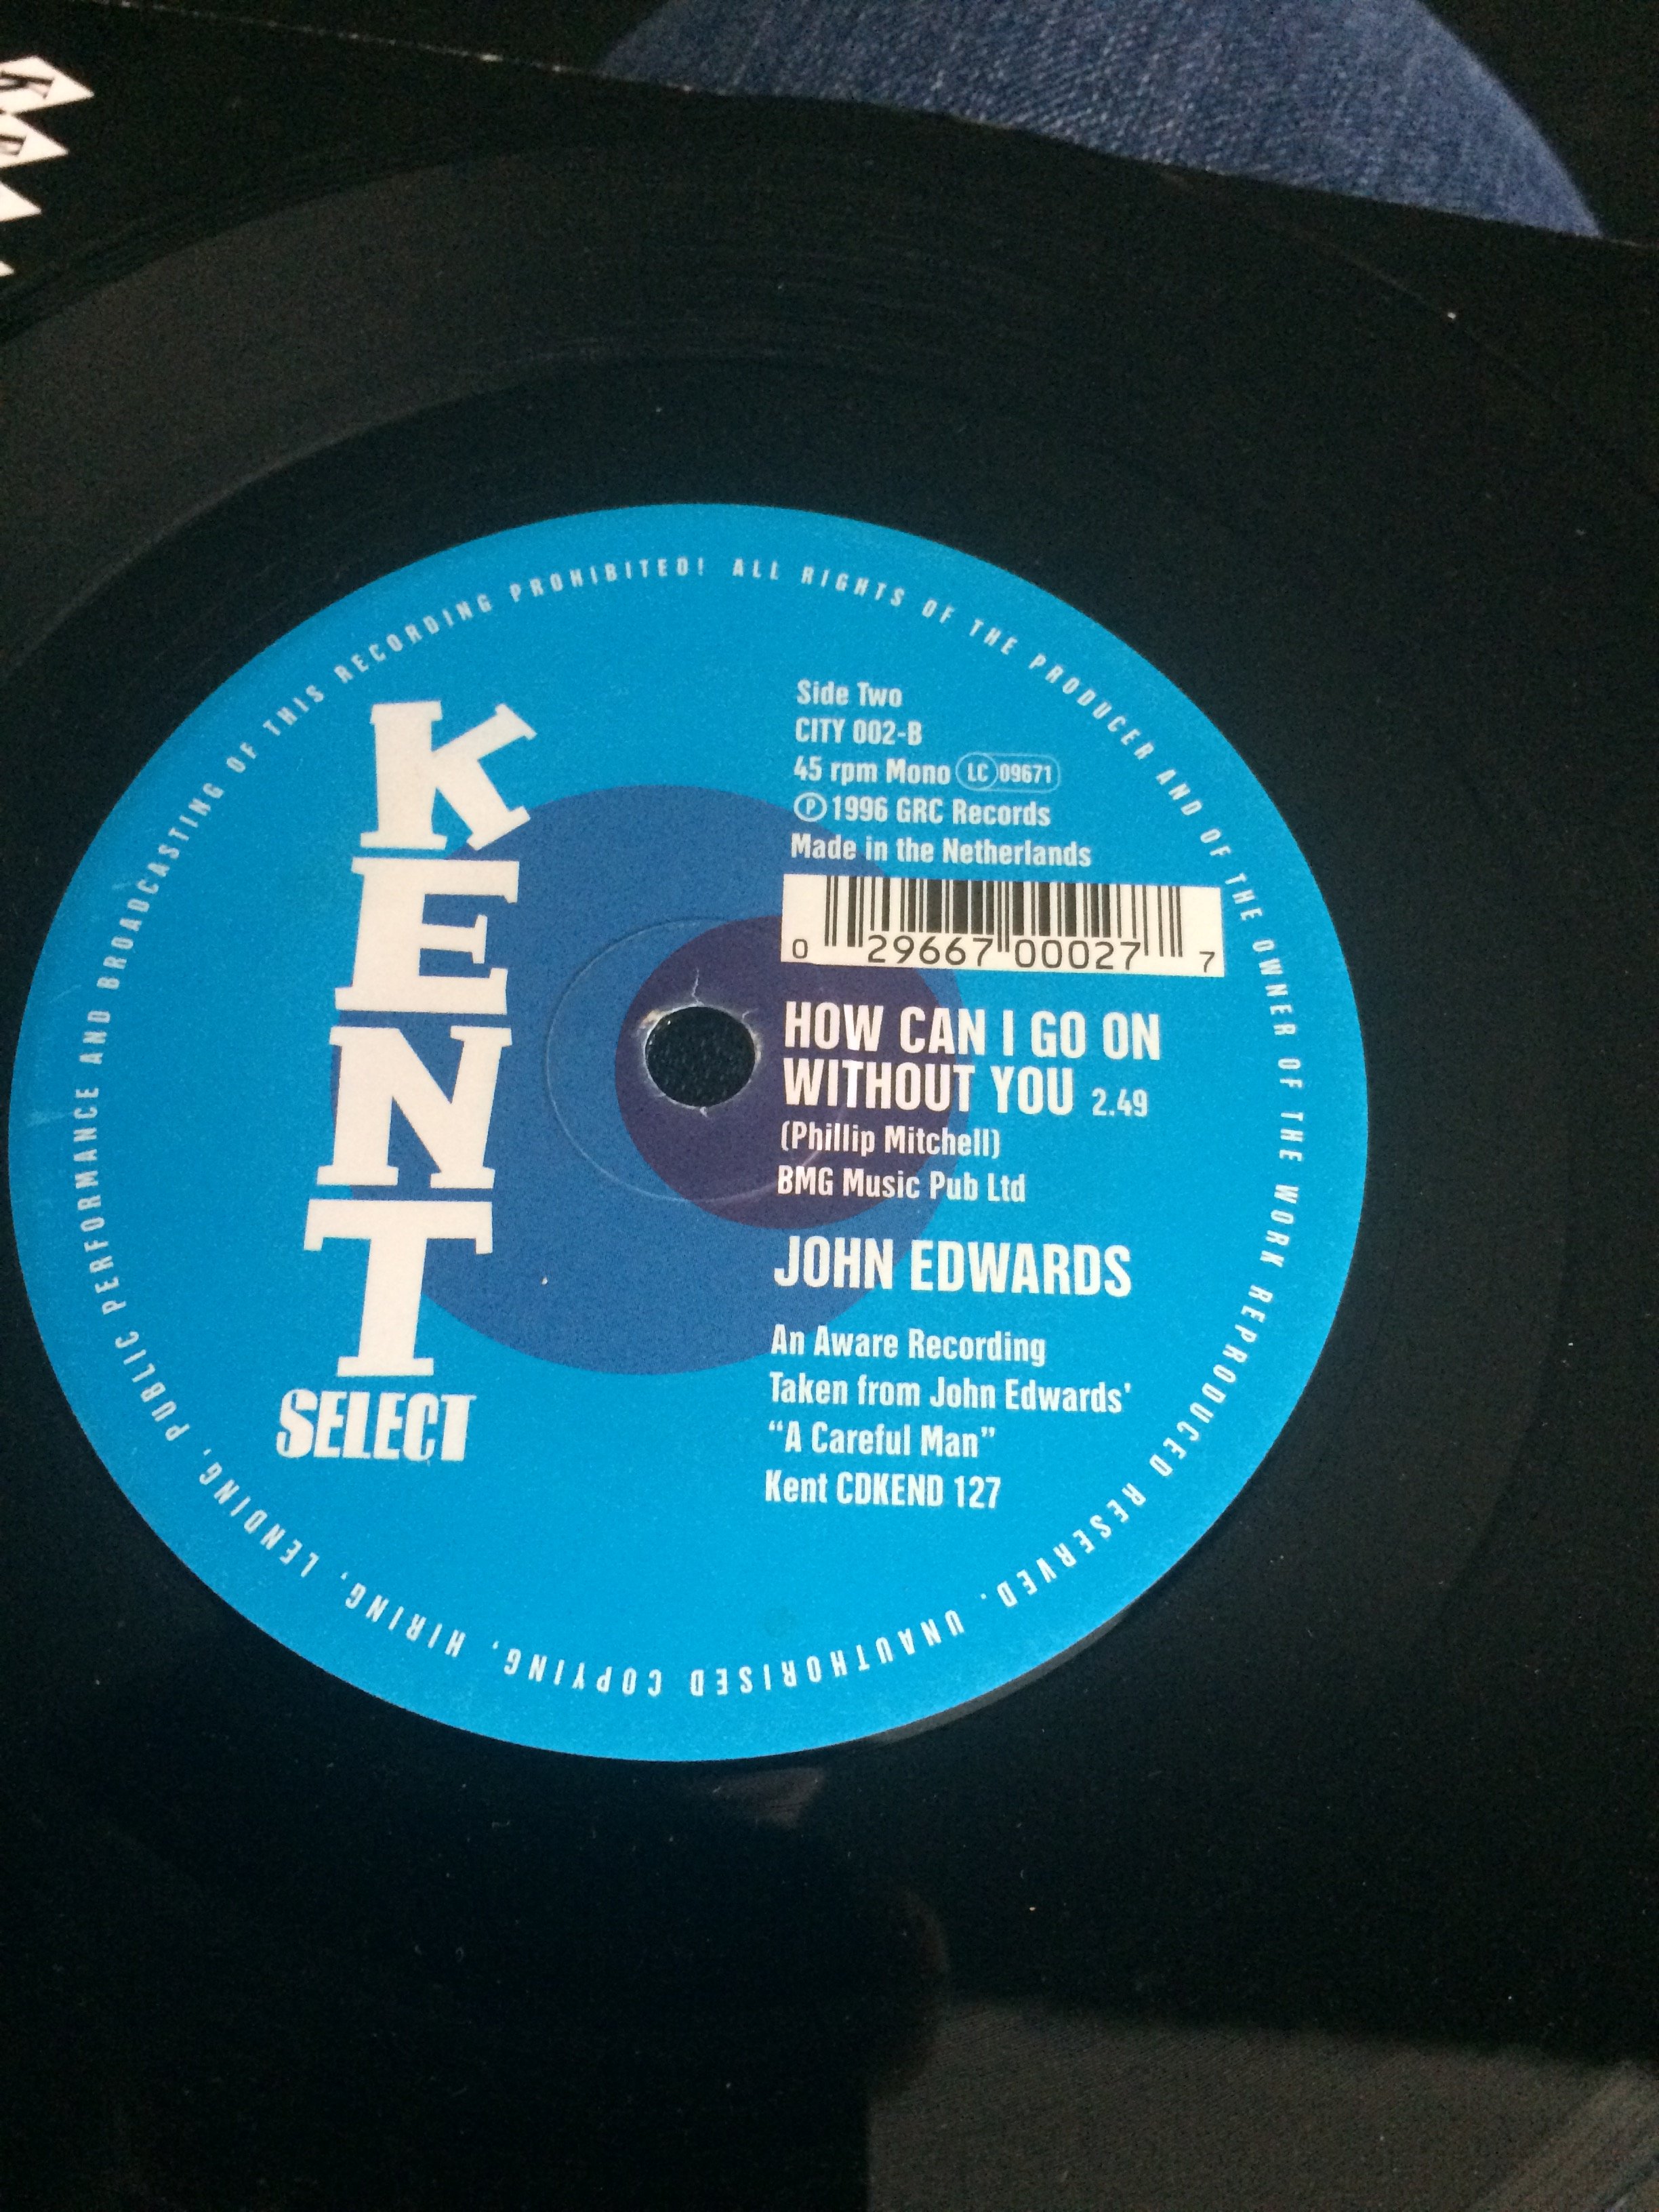 KENT
SELECT
Side Two
CITY 002-B
45 rpm Mono LC 09671
Ⓟ 1996 GRC Records
Made in the Netherlands
0 29667 00027 7
HOW CAN I GO ON
WITHOUT YOU 2.49
(Phillip Mitchell)
BMG Music Pub Ltd
JOHN EDWARDS
An Aware Recording
Taken from John Edwards'
“A Careful Man”
Kent CDKEND 127
ALL RIGHTS OF THE PRODUCER AND OF THE OWNER OF THE WORK REPRODUCED RESERVED. UNAUTHORISED COPYING, HIRING, LENDING, PUBLIC PERFORMANCE AND BROADCASTING OF THIS RECORDING PROHIBITED!